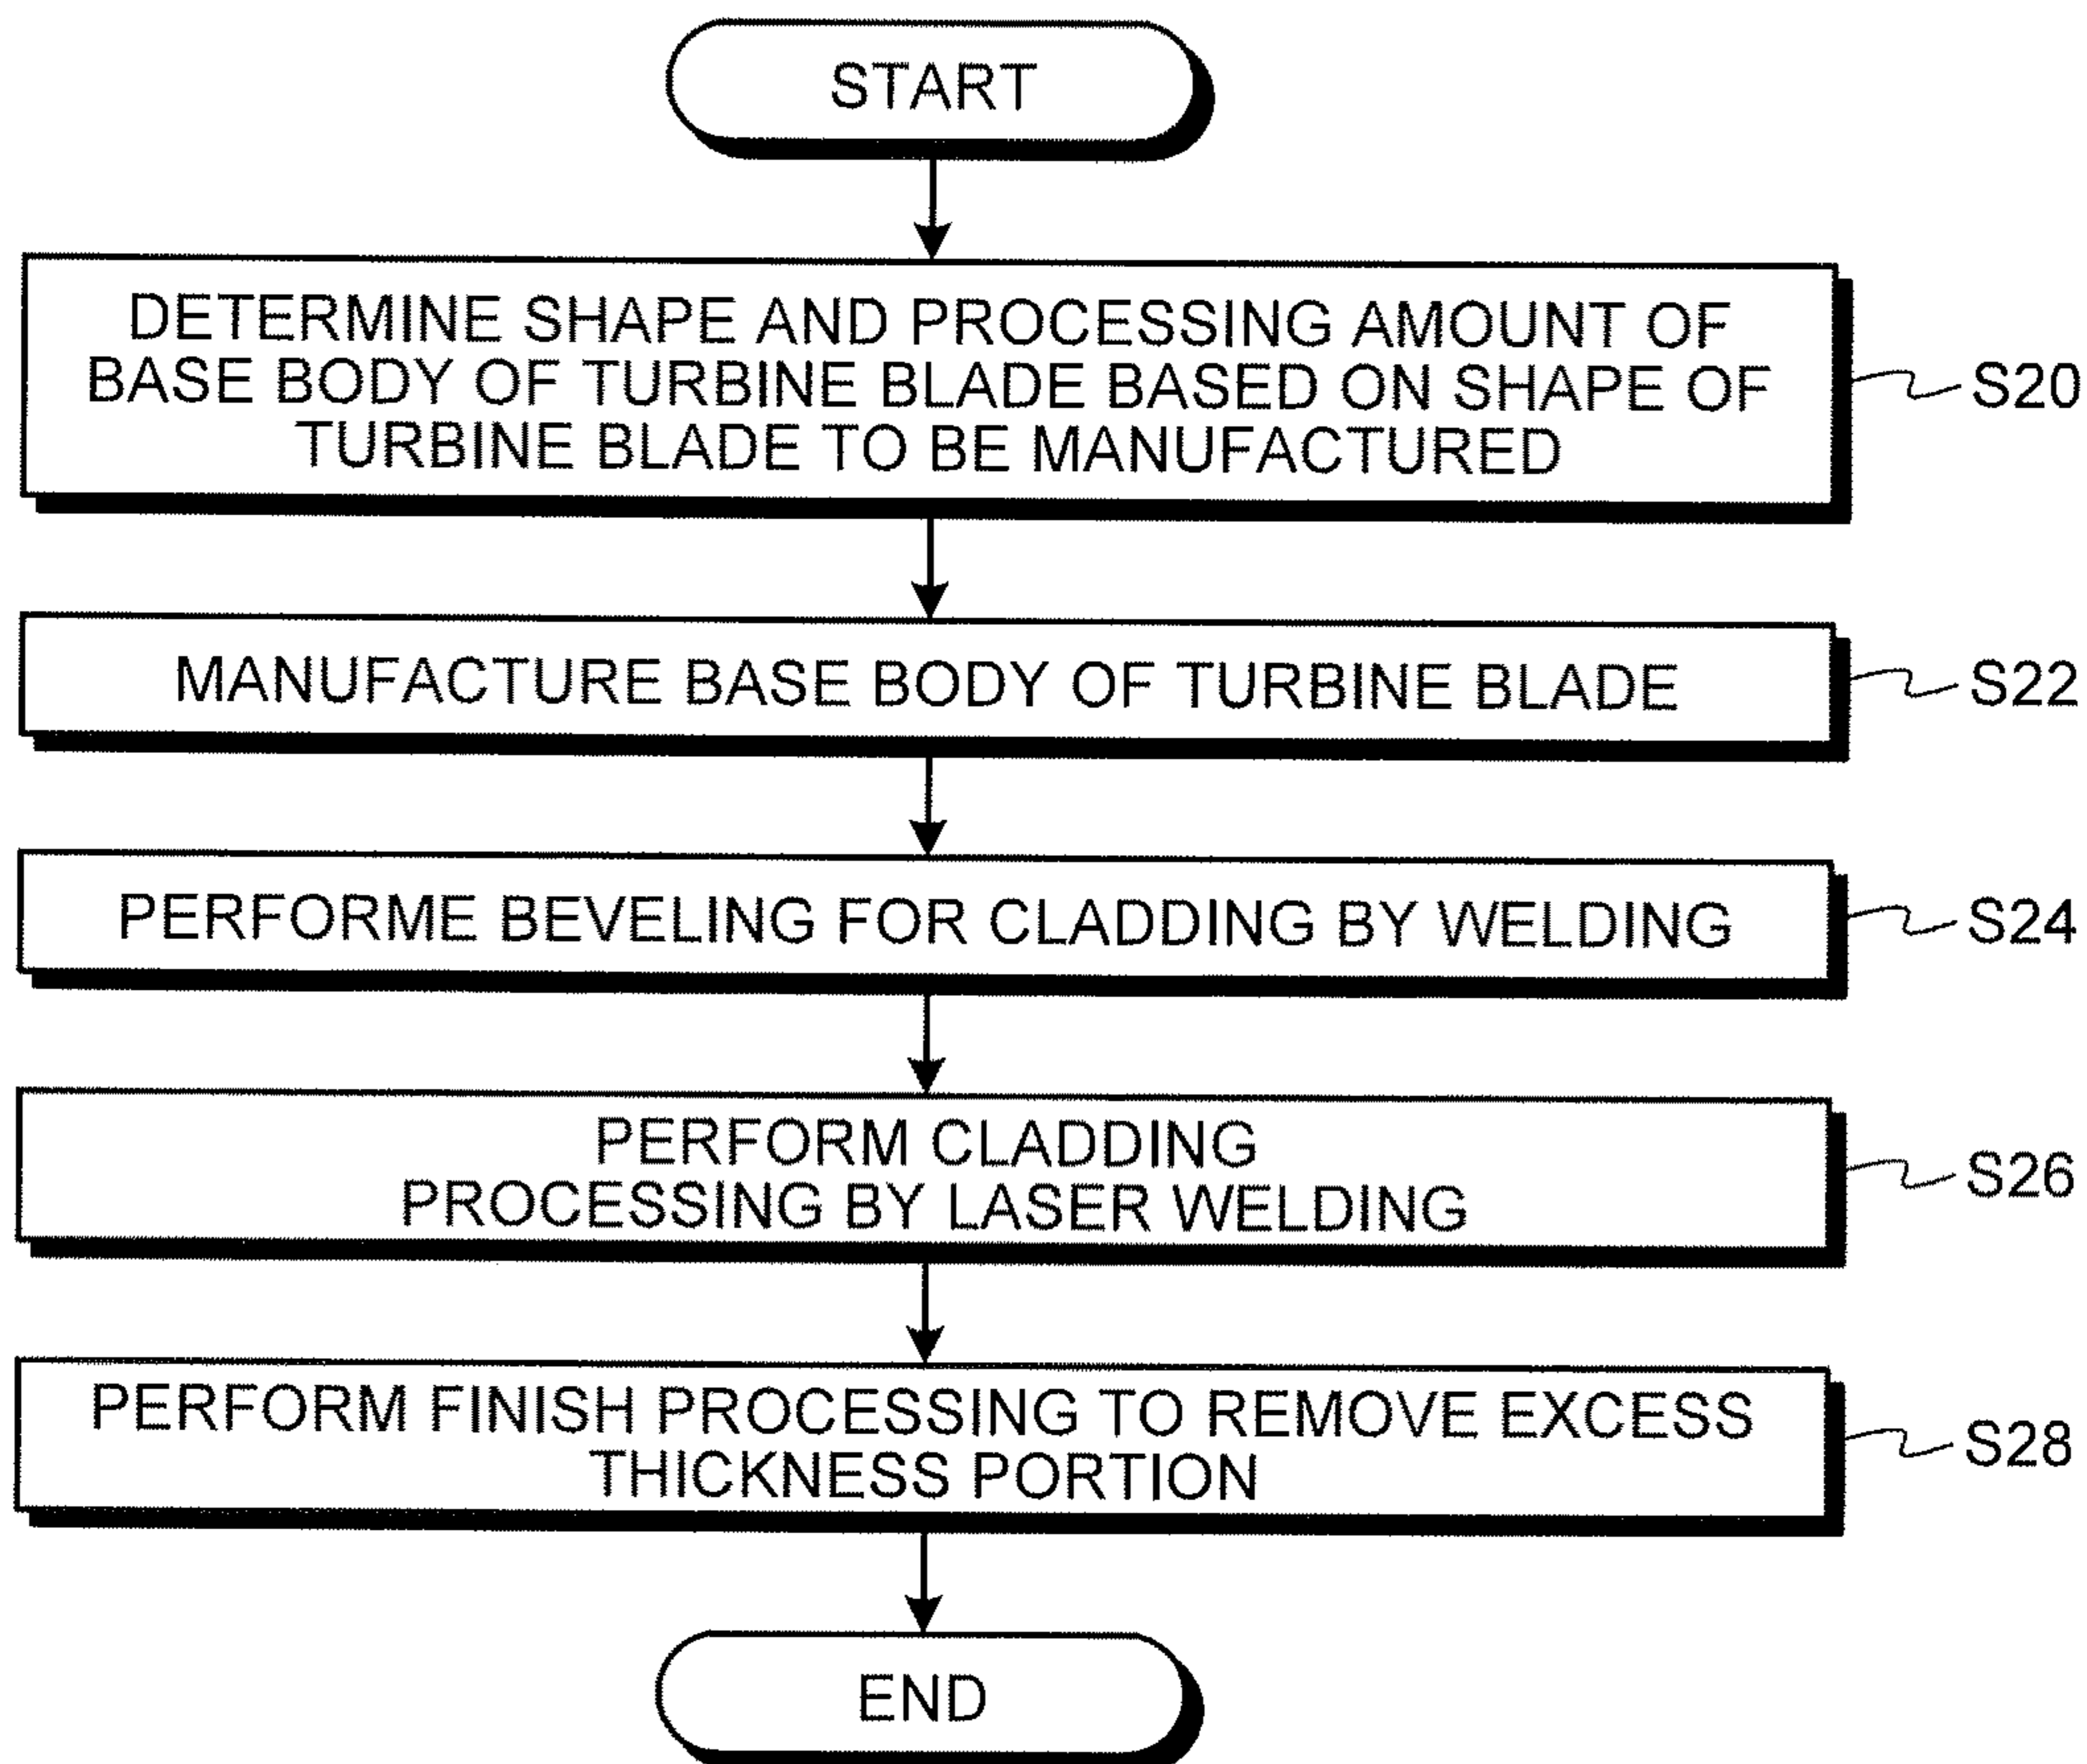 START
DETERMINE SHAPE AND PROCESSING AMOUNT OF
BASE BODY OF TURBINE BLADE BASED ON SHAPE OF
TURBINE BLADE TO BE MANUFACTURED
S20
MANUFACTURE BASE BODY OF TURBINE BLADE
S22
PERFORME BEVELING FOR CLADDING BY WELDING
S24
PERFORM CLADDING
PROCESSING BY LASER WELDING
S26
PERFORM FINISH PROCESSING TO REMOVE EXCESS
THICKNESS PORTION
S28
END